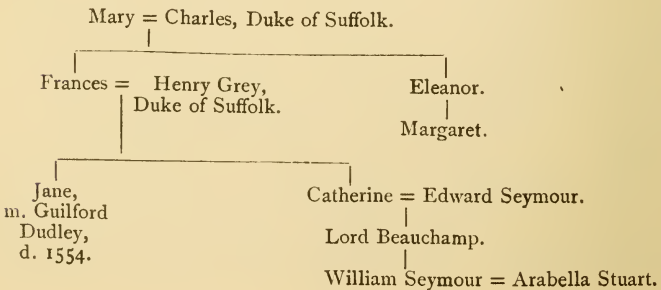 Mary = Charles, Duke of Suffolk.
Frances = Henry Grey, Eleanor.
Duke of Suffolk.
Margaret.
Jane, Catherine = Edward Seymour.
m. Guilford
Dudley, Lord Beauchamp.
d. 1554.
William Seymour = Arabella Stuart.